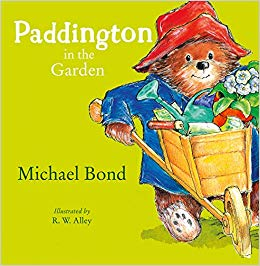 Paddington
in the
Garden
Michael Bond
Illustrated by
R. W. Alley